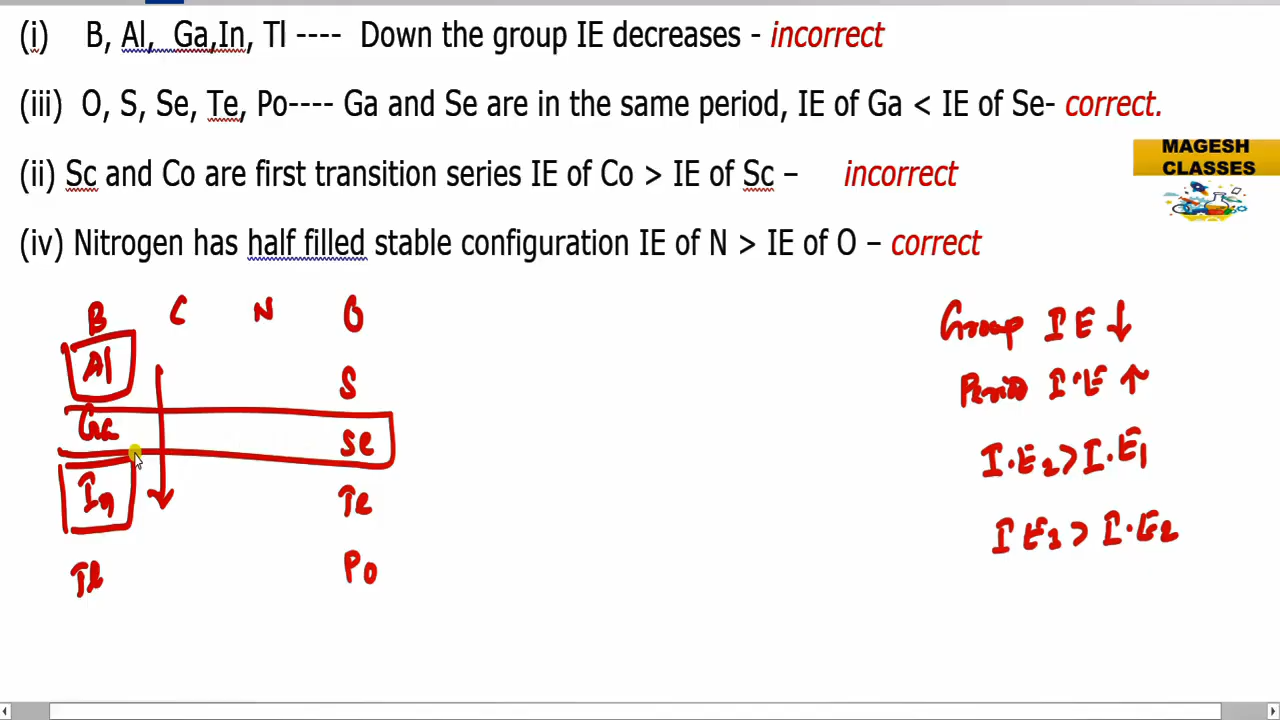 (i) B, Al, Ga,In, Tl ---- Down the group IE decreases - incorrect
(iii) O, S, Se, Te, Po---- Ga and Se are in the same period, IE of Ga < IE of Se- correct.
MAGESH
CLASSES
(ii) Sc and Co are first transition series IE of Co > IE of Sc – incorrect
(iv) Nitrogen has half filled stable configuration IE of N > IE of O – correct
B C N O
Al S
Ga Se
In Te
Tl Po
Group I E ↓
Period I.E ↑
I.E2 > I.E1
I E3 > I.E2